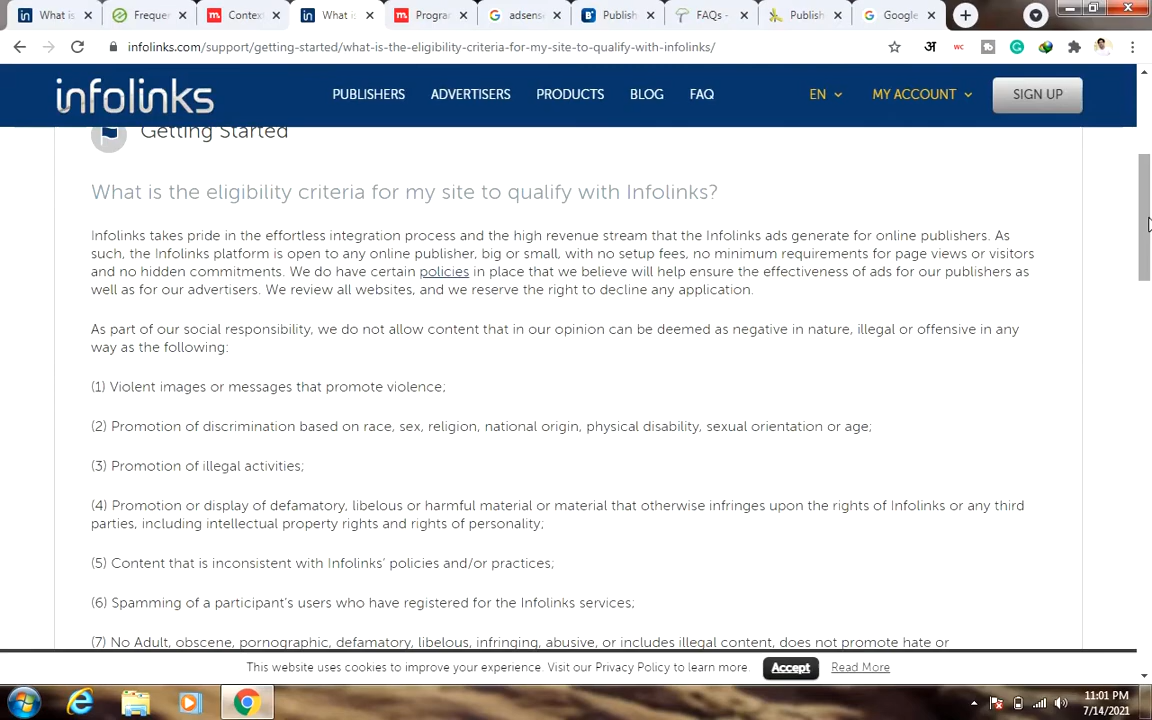 What is
Frequer
Contex
What is
Progra
adsens
Publish
FAQs -
Publish
Google
infolinks.com/support/getting-started/what-is-the-eligibility-criteria-for-my-site-to-qualify-with-infolinks/
infolinks
PUBLISHERS
ADVERTISERS
PRODUCTS
BLOG
FAQ
EN
MY ACCOUNT
SIGN UP
Getting Started
What is the eligibility criteria for my site to qualify with Infolinks?
Infolinks takes pride in the effortless integration process and the high revenue stream that the Infolinks ads generate for online publishers. As
such, the Infolinks platform is open to any online publisher, big or small, with no setup fees, no minimum requirements for page views or visitors
and no hidden commitments. We do have certain policies in place that we believe will help ensure the effectiveness of ads for our publishers as
well as for our advertisers. We review all websites, and we reserve the right to decline any application.
As part of our social responsibility, we do not allow content that in our opinion can be deemed as negative in nature, illegal or offensive in any
way as the following:
(1) Violent images or messages that promote violence;
(2) Promotion of discrimination based on race, sex, religion, national origin, physical disability, sexual orientation or age;
(3) Promotion of illegal activities;
(4) Promotion or display of defamatory, libelous or harmful material or material that otherwise infringes upon the rights of Infolinks or any third
parties, including intellectual property rights and rights of personality;
(5) Content that is inconsistent with Infolinks' policies and/or practices;
(6) Spamming of a participant's users who have registered for the Infolinks services;
(7) No Adult, obscene, pornographic, defamatory, libelous, infringing, abusive, or includes illegal content, does not promote hate or
This website uses cookies to improve your experience. Visit our Privacy Policy to learn more.
Accept
Read More
11:01 PM
7/14/2021